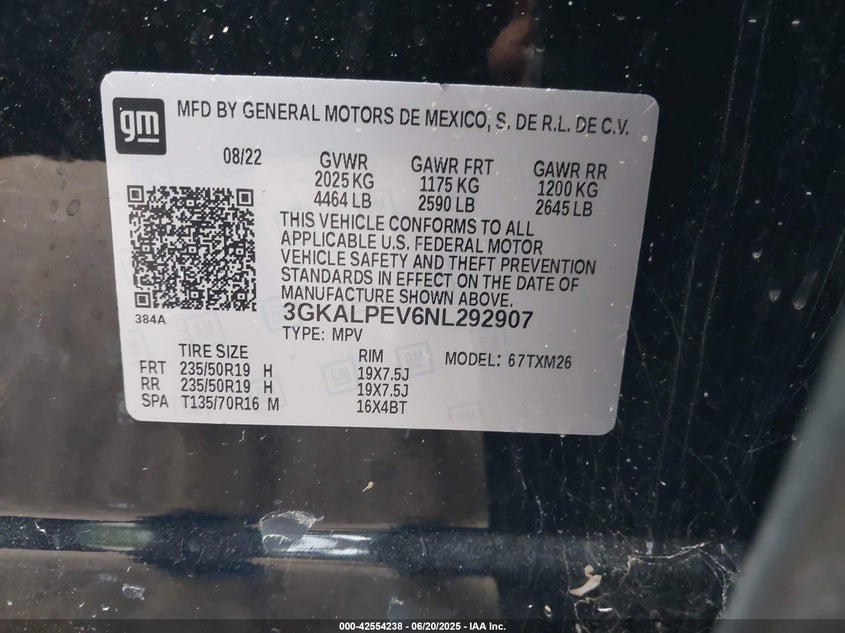 gm
MFD BY GENERAL MOTORS DE MEXICO, S. DE R.L. DE C.V.
08/22 GVWR GAWR FRT GAWR RR
2025 KG 1175 KG 1200 KG
4464 LB 2590 LB 2645 LB
THIS VEHICLE CONFORMS TO ALL
APPLICABLE U.S. FEDERAL MOTOR
VEHICLE SAFETY AND THEFT PREVENTION
STANDARDS IN EFFECT ON THE DATE OF
MANUFACTURE SHOWN ABOVE.
384A
3GKALPEV6NL292907
TYPE: MPV
TIRE SIZE RIM MODEL: 67TXM26
FRT 235/50R19 H 19X7.5J
RR 235/50R19 H 19X7.5J
SPA T135/70R16 M 16X4BT
000-42554238 - 06/20/2025 - IAA Inc.